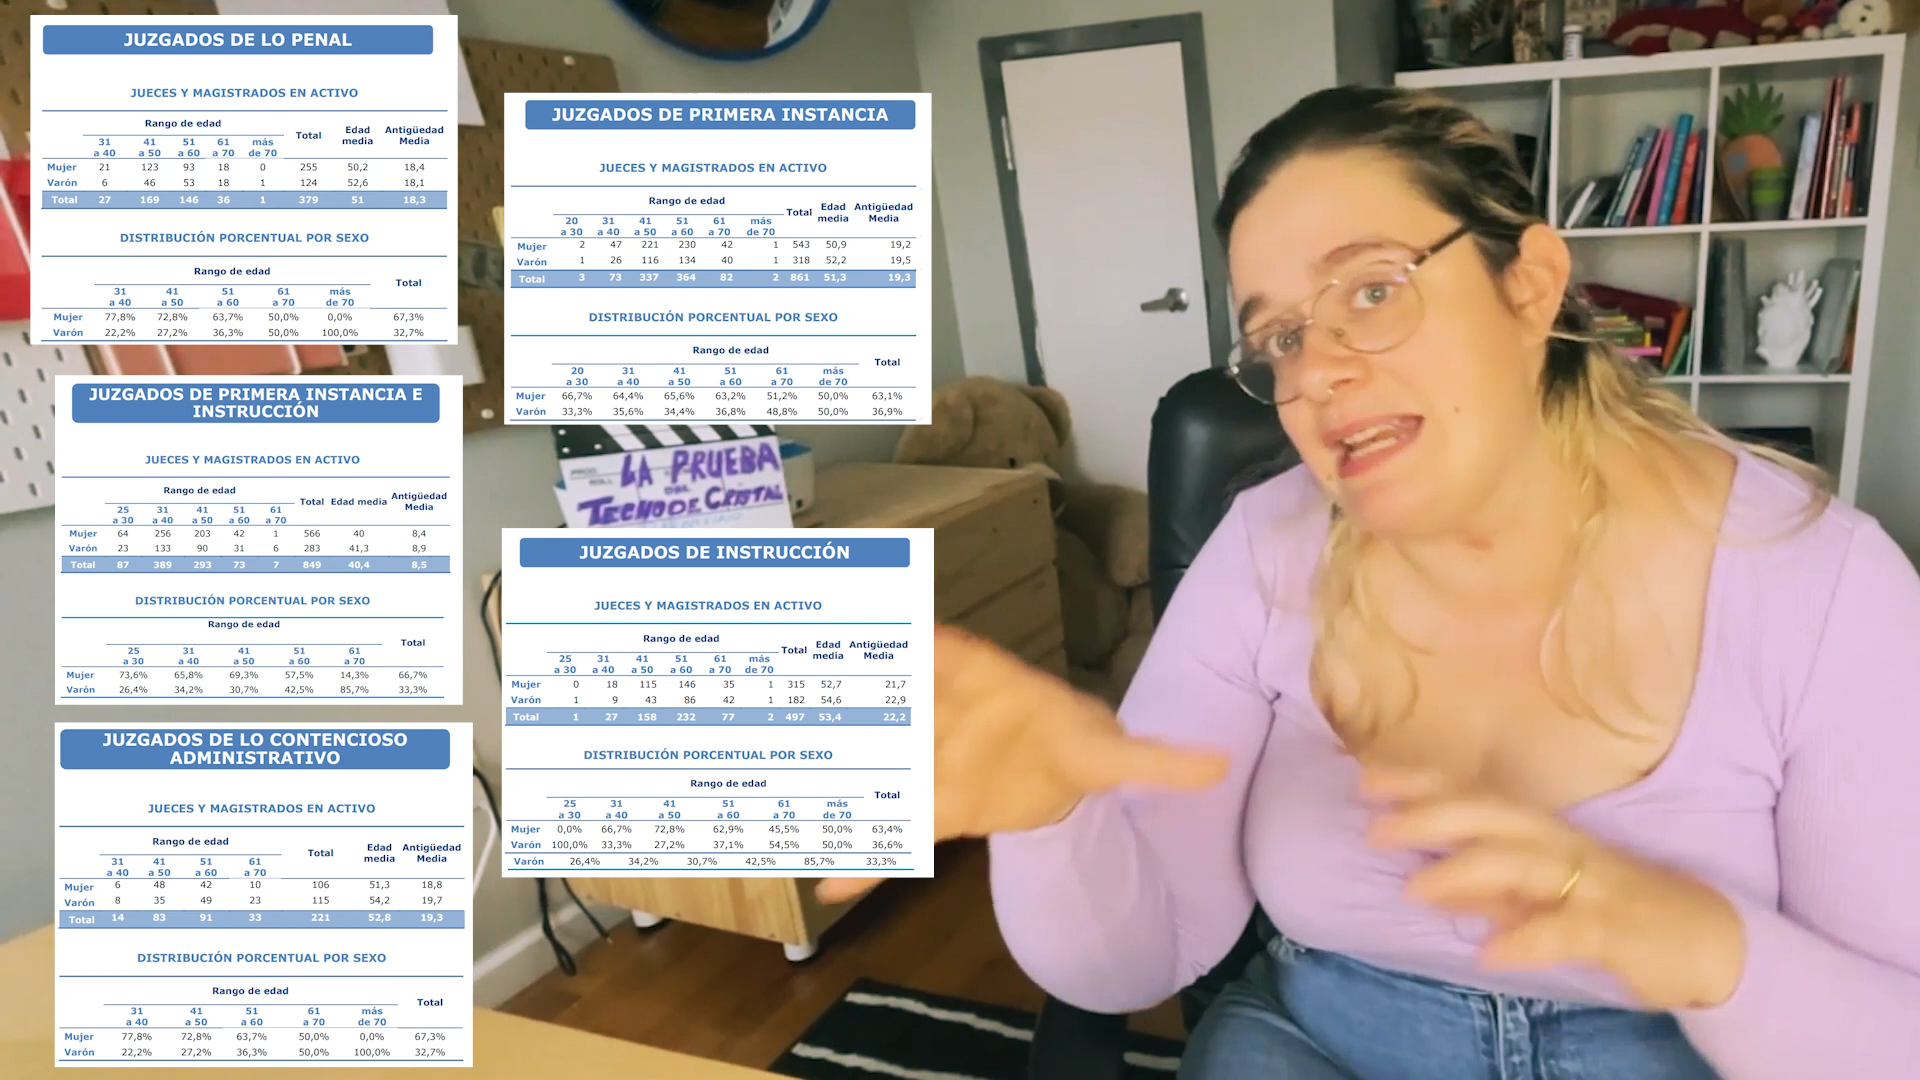 JUZGADOS DE LO PENAL
JUECES Y MAGISTRADOS EN ACTIVO
Rango de edad Total Edad media Antigüedad Media
31 a 40 41 a 50 51 a 60 61 a 70 más de 70
Mujer 21 123 93 18 0 255 50,2 18,4
Varón 6 46 53 18 1 124 52,6 18,1
Total 27 169 146 36 1 379 51 18,3
DISTRIBUCIÓN PORCENTUAL POR SEXO
Rango de edad Total
31 a 40 41 a 50 51 a 60 61 a 70 más de 70
Mujer 77,8% 72,8% 63,7% 50,0% 0,0% 67,3%
Varón 22,2% 27,2% 36,3% 50,0% 100,0% 32,7%
JUZGADOS DE PRIMERA INSTANCIA
JUECES Y MAGISTRADOS EN ACTIVO
Rango de edad Total Edad media Antigüedad Media
20 a 30 31 a 40 41 a 50 51 a 60 61 a 70 más de 70
Mujer 2 47 221 230 42 1 543 50,9 19,2
Varón 1 26 116 134 40 1 318 52,2 19,5
Total 3 73 337 364 82 2 861 51,3 19,3
DISTRIBUCIÓN PORCENTUAL POR SEXO
Rango de edad Total
20 a 30 31 a 40 41 a 50 51 a 60 61 a 70 más de 70
Mujer 66,7% 64,4% 65,6% 63,2% 51,2% 50,0% 63,1%
Varón 33,3% 35,6% 34,4% 36,8% 48,8% 50,0% 36,9%
JUZGADOS DE PRIMERA INSTANCIA E
INSTRUCCIÓN
JUECES Y MAGISTRADOS EN ACTIVO
Rango de edad Total Edad media Antigüedad Media
25 a 30 31 a 40 41 a 50 51 a 60 61 a 70
Mujer 64 256 203 42 1 566 40 8,4
Varón 23 133 90 31 6 283 41,3 8,9
Total 87 389 293 73 7 849 40,4 8,5
DISTRIBUCIÓN PORCENTUAL POR SEXO
Rango de edad Total
25 a 30 31 a 40 41 a 50 51 a 60 61 a 70
Mujer 73,6% 65,8% 69,3% 57,5% 14,3% 66,7%
Varón 26,4% 34,2% 30,7% 42,5% 85,7% 33,3%
LA PRUEBA
DEL
TECHO DE CRISTAL
JUZGADOS DE INSTRUCCIÓN
JUECES Y MAGISTRADOS EN ACTIVO
Rango de edad Total Edad media Antigüedad Media
25 a 30 31 a 40 41 a 50 51 a 60 61 a 70 más de 70
Mujer 0 18 115 146 35 1 315 52,7 21,7
Varón 1 9 43 86 42 1 182 54,6 22,9
Total 1 27 158 232 77 2 497 53,4 22,2
DISTRIBUCIÓN PORCENTUAL POR SEXO
Rango de edad Total
25 a 30 31 a 40 41 a 50 51 a 60 61 a 70 más de 70
Mujer 0,0% 66,7% 72,8% 62,9% 45,5% 50,0% 63,4%
Varón 100,0% 33,3% 27,2% 37,1% 54,5% 50,0% 36,6%
Varón 26,4% 34,2% 30,7% 42,5% 85,7% 33,3%
JUZGADOS DE LO CONTENCIOSO
ADMINISTRATIVO
JUECES Y MAGISTRADOS EN ACTIVO
Rango de edad Total Edad media Antigüedad Media
31 a 40 41 a 50 51 a 60 61 a 70
Mujer 6 48 42 10 106 51,3 18,8
Varón 8 35 49 23 115 54,2 19,7
Total 14 83 91 33 221 52,8 19,3
DISTRIBUCIÓN PORCENTUAL POR SEXO
Rango de edad Total
31 a 40 41 a 50 51 a 60 61 a 70 más de 70
Mujer 77,8% 72,8% 63,7% 50,0% 0,0% 67,3%
Varón 22,2% 27,2% 36,3% 50,0% 100,0% 32,7%